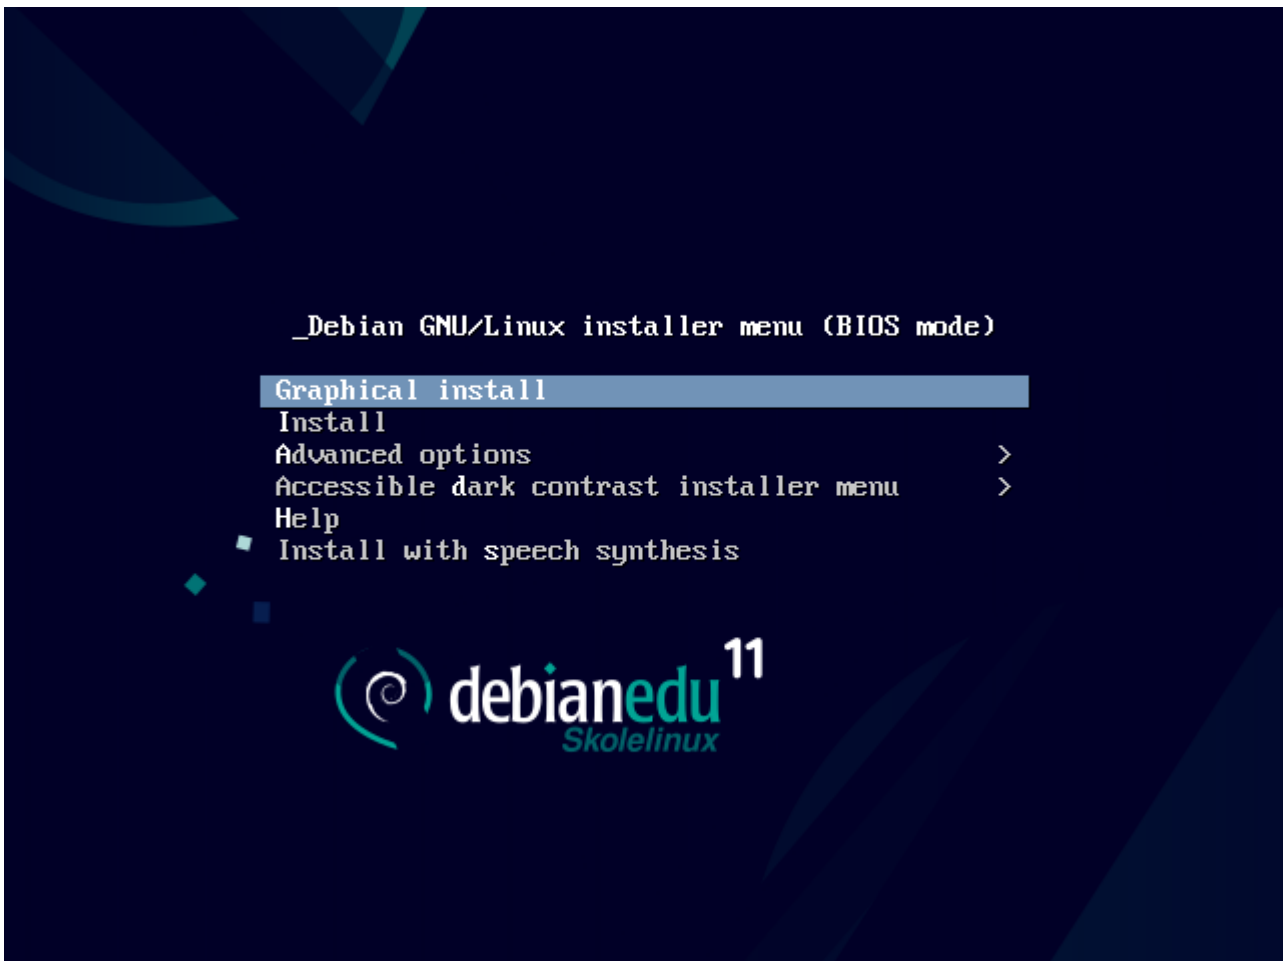 _Debian GNU/Linux installer menu (BIOS mode)
Graphical install
Install
Advanced options >
Accessible dark contrast installer menu >
Help
Install with speech synthesis
debianedu 11
Skolelinux